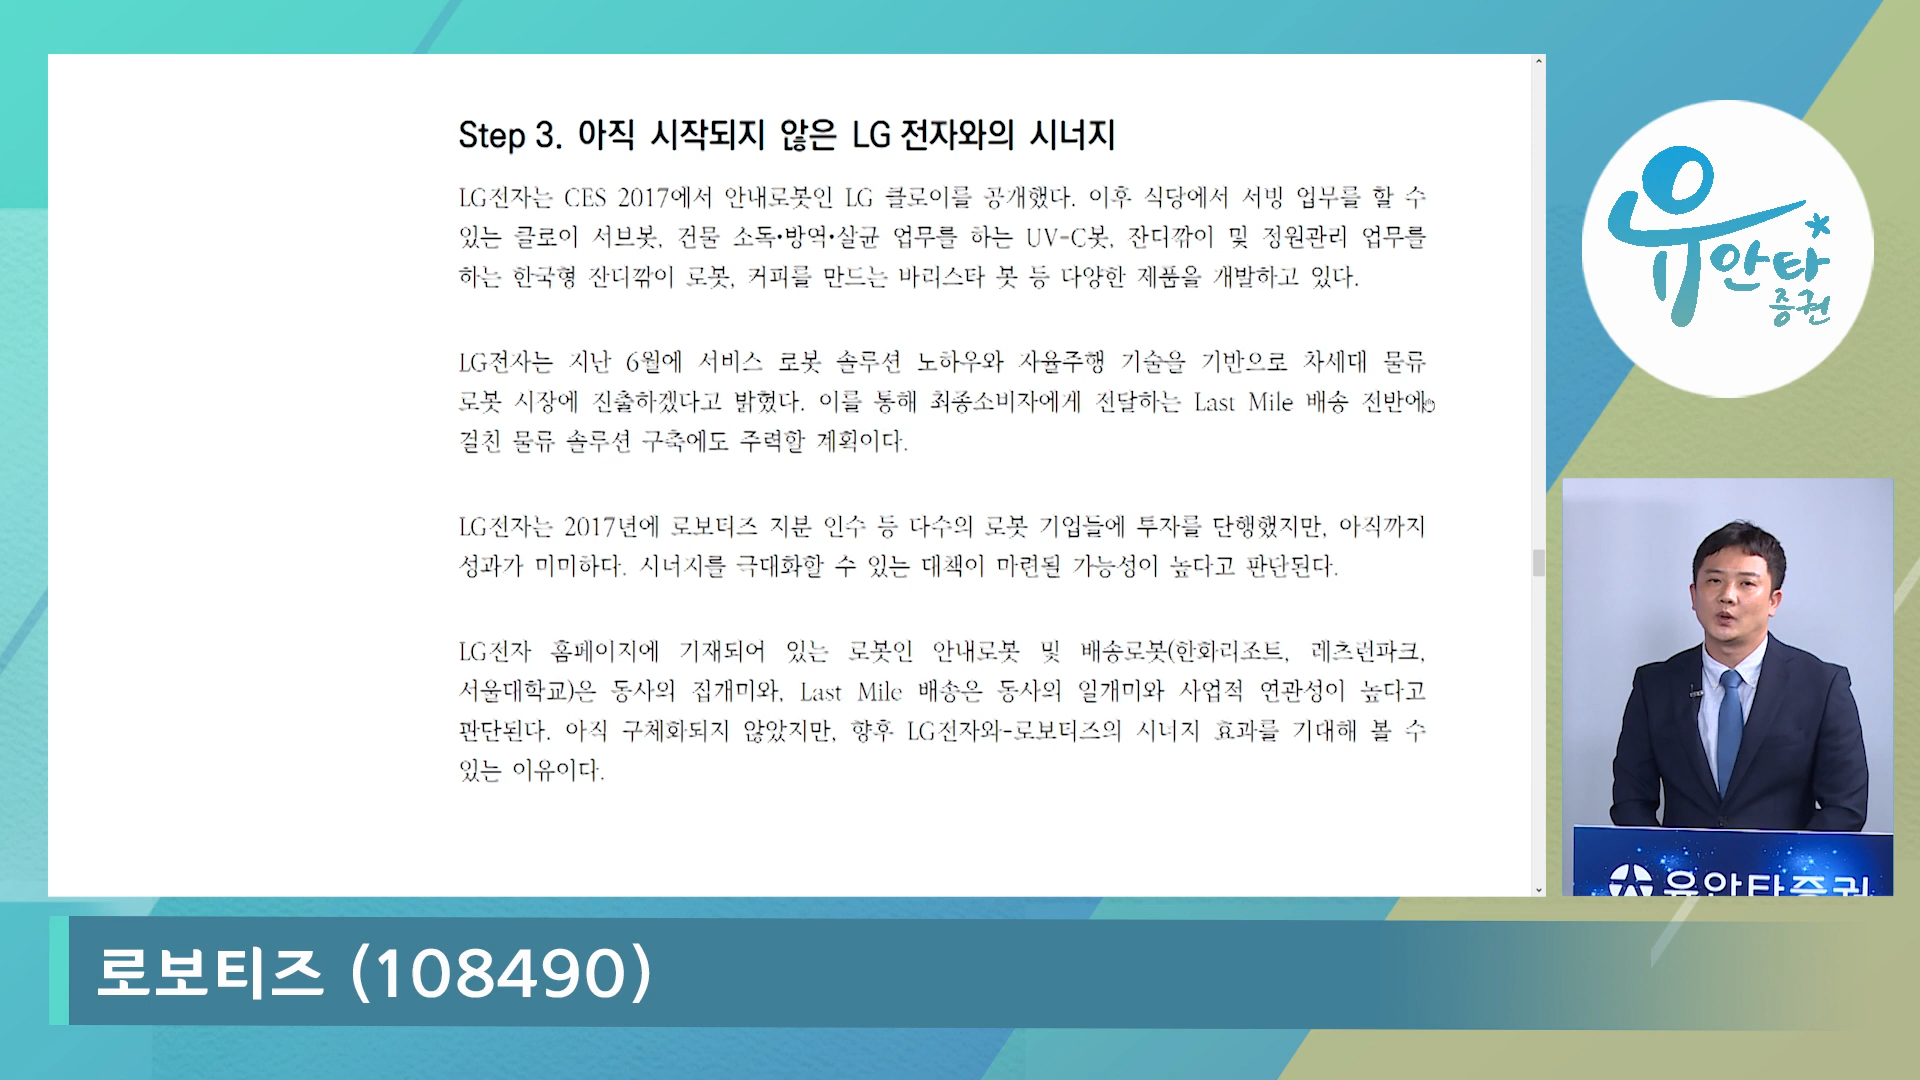 Step 3. 아직 시작되지 않은 LG전자와의 시너지
LG전자는 CES 2017에서 안내로봇인 LG 클로이를 공개했다. 이후 식당에서 서빙 업무를 할 수
있는 클로이 서브봇, 건물 소독•방역•살균 업무를 하는 UV-C봇, 잔디깎이 및 정원관리 업무를
하는 한국형 잔디깎이 로봇, 커피를 만드는 바리스타 봇 등 다양한 제품을 개발하고 있다.
LG전자는 지난 6월에 서비스 로봇 솔루션 노하우와 자율주행 기술을 기반으로 차세대 물류
로봇 시장에 진출하겠다고 밝혔다. 이를 통해 최종소비자에게 전달하는 Last Mile 배송 전반에
걸친 물류 솔루션 구축에도 주력할 계획이다.
LG전자는 2017년에 로보티즈 지분 인수 등 다수의 로봇 기업들에 투자를 단행했지만, 아직까지
성과가 미미하다. 시너지를 극대화할 수 있는 대책이 마련될 가능성이 높다고 판단된다.
LG전자 홈페이지에 기재되어 있는 로봇인 안내로봇 및 배송로봇(한화리조트, 레츠런파크,
서울대학교)은 동사의 집개미와, Last Mile 배송은 동사의 일개미와 사업적 연관성이 높다고
판단된다. 아직 구체화되지 않았지만, 향후 LG전자와-로보티즈의 시너지 효과를 기대해 볼 수
있는 이유이다.
유안타
증권
유안타증권
로보티즈 (108490)